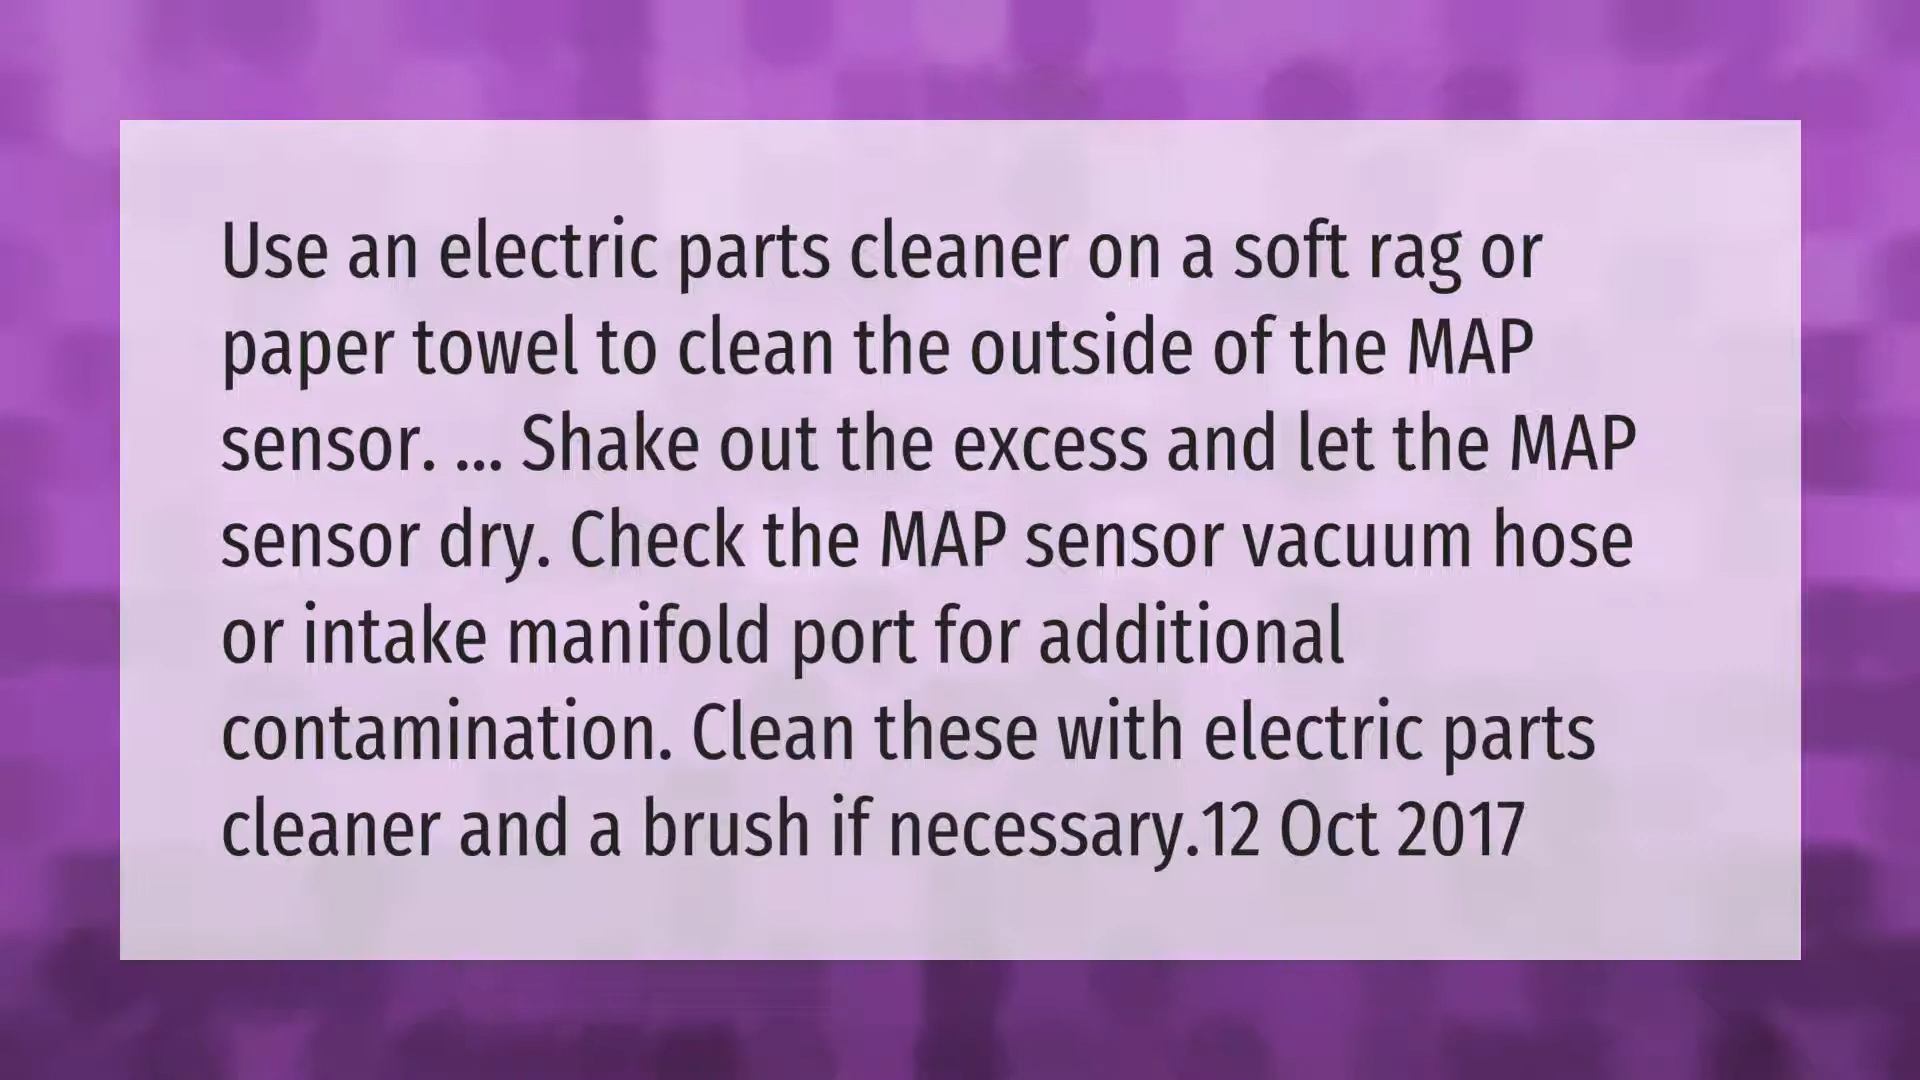 Use an electric parts cleaner on a soft rag or
paper towel to clean the outside of the MAP
sensor. ... Shake out the excess and let the MAP
sensor dry. Check the MAP sensor vacuum hose
or intake manifold port for additional
contamination. Clean these with electric parts
cleaner and a brush if necessary.12 Oct 2017